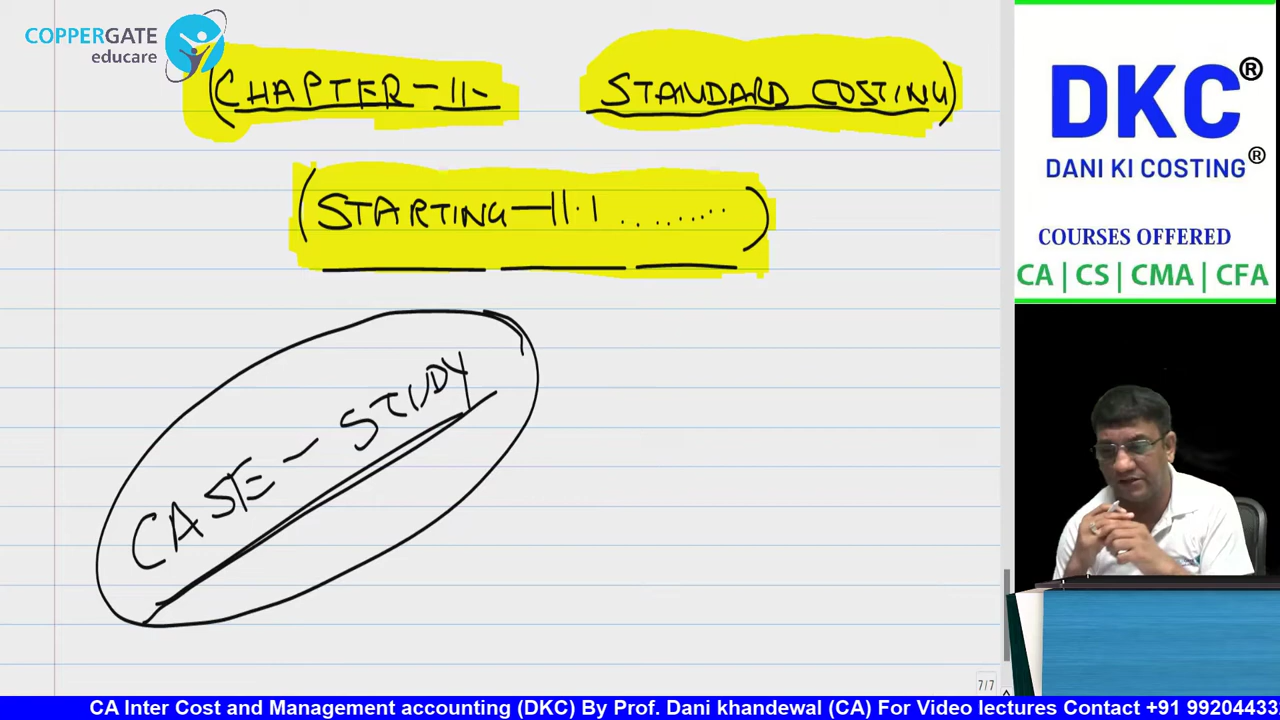 COPPERGATE
educare
(CHAPTER-11- STANDARD COSTING)
(STARTING-11.1 .........)
CASE-STUDY
DKC®
DANI KI COSTING®
COURSES OFFERED
CA | CS | CMA | CFA
7/7
CA Inter Cost and Management accounting (DKC) By Prof. Dani khandewal (CA) For Video lectures Contact +91 99204433